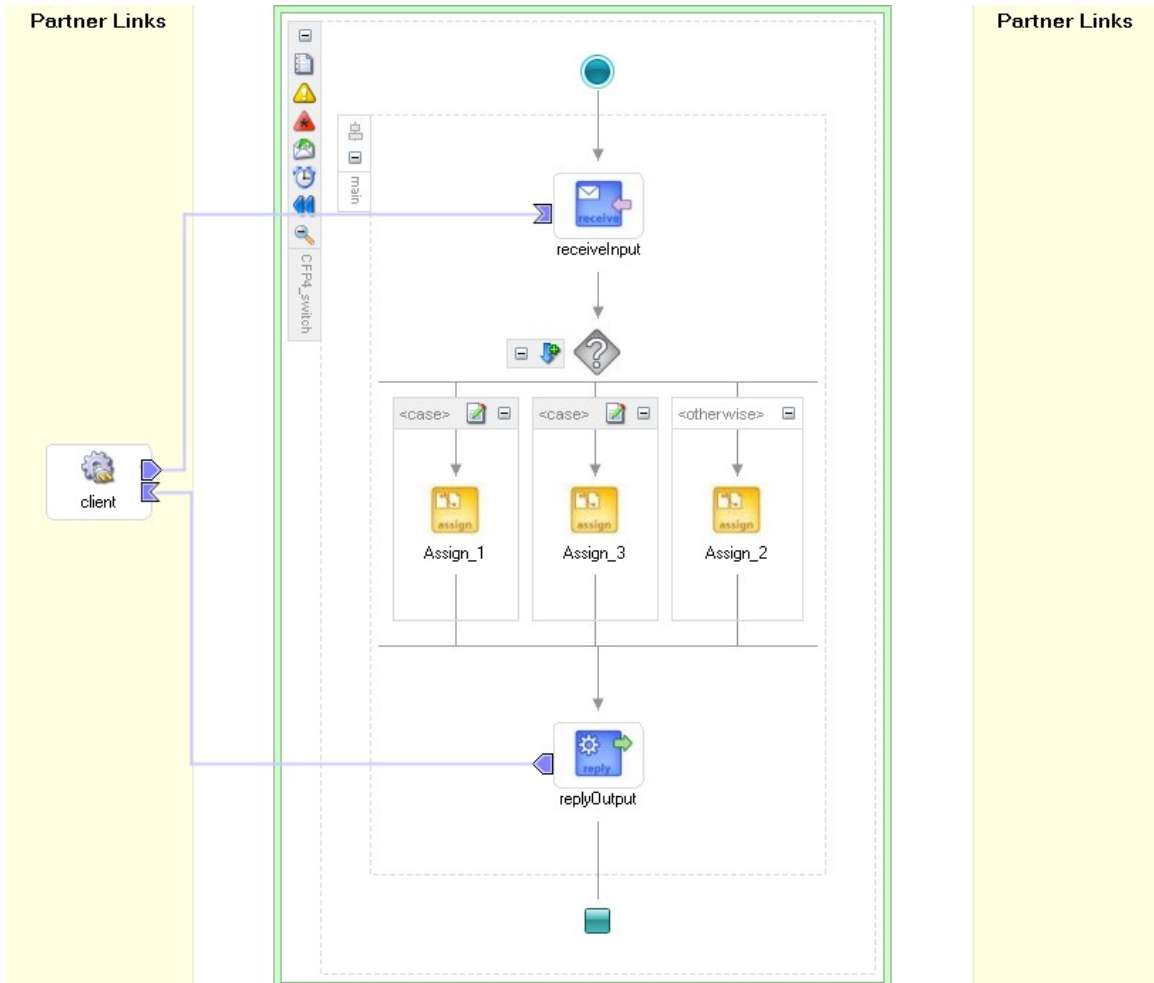 Partner Links
Partner Links
main
receive
receiveInput
CFP4_switch
?
<case>
<case>
<otherwise>
client
assign
assign
assign
Assign_1
Assign_3
Assign_2
reply
replyOutput